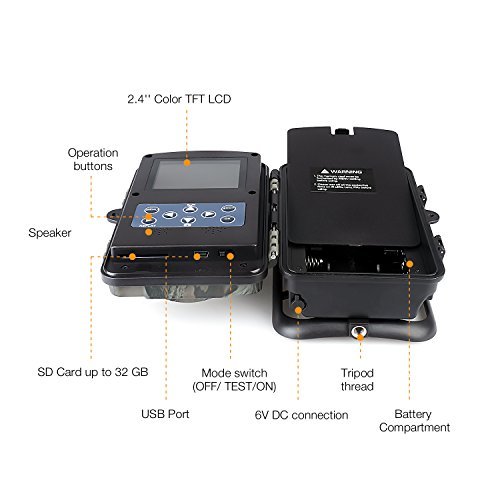 2.4'' Color TFT LCD
Operation
buttons
Speaker
WARNING
SD Card up to 32 GB
USB Port
Mode switch
(OFF/ TEST/ON)
6V DC connection
Tripod
thread
Battery
Compartment